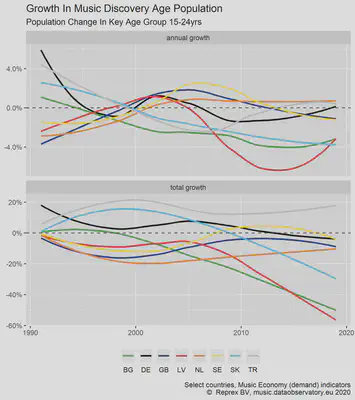 Growth In Music Discovery Age Population
Population Change In Key Age Group 15-24yrs
annual growth
4.0%
0.0%
-4.0%
total growth
20%
0%
-20%
-40%
-60%
1990
2000
2010
2020
BG DE GB LV NL SE SK TR
Select countries, Music Economy (demand) indicators
© Reprex BV, music.dataobservatory.eu 2020